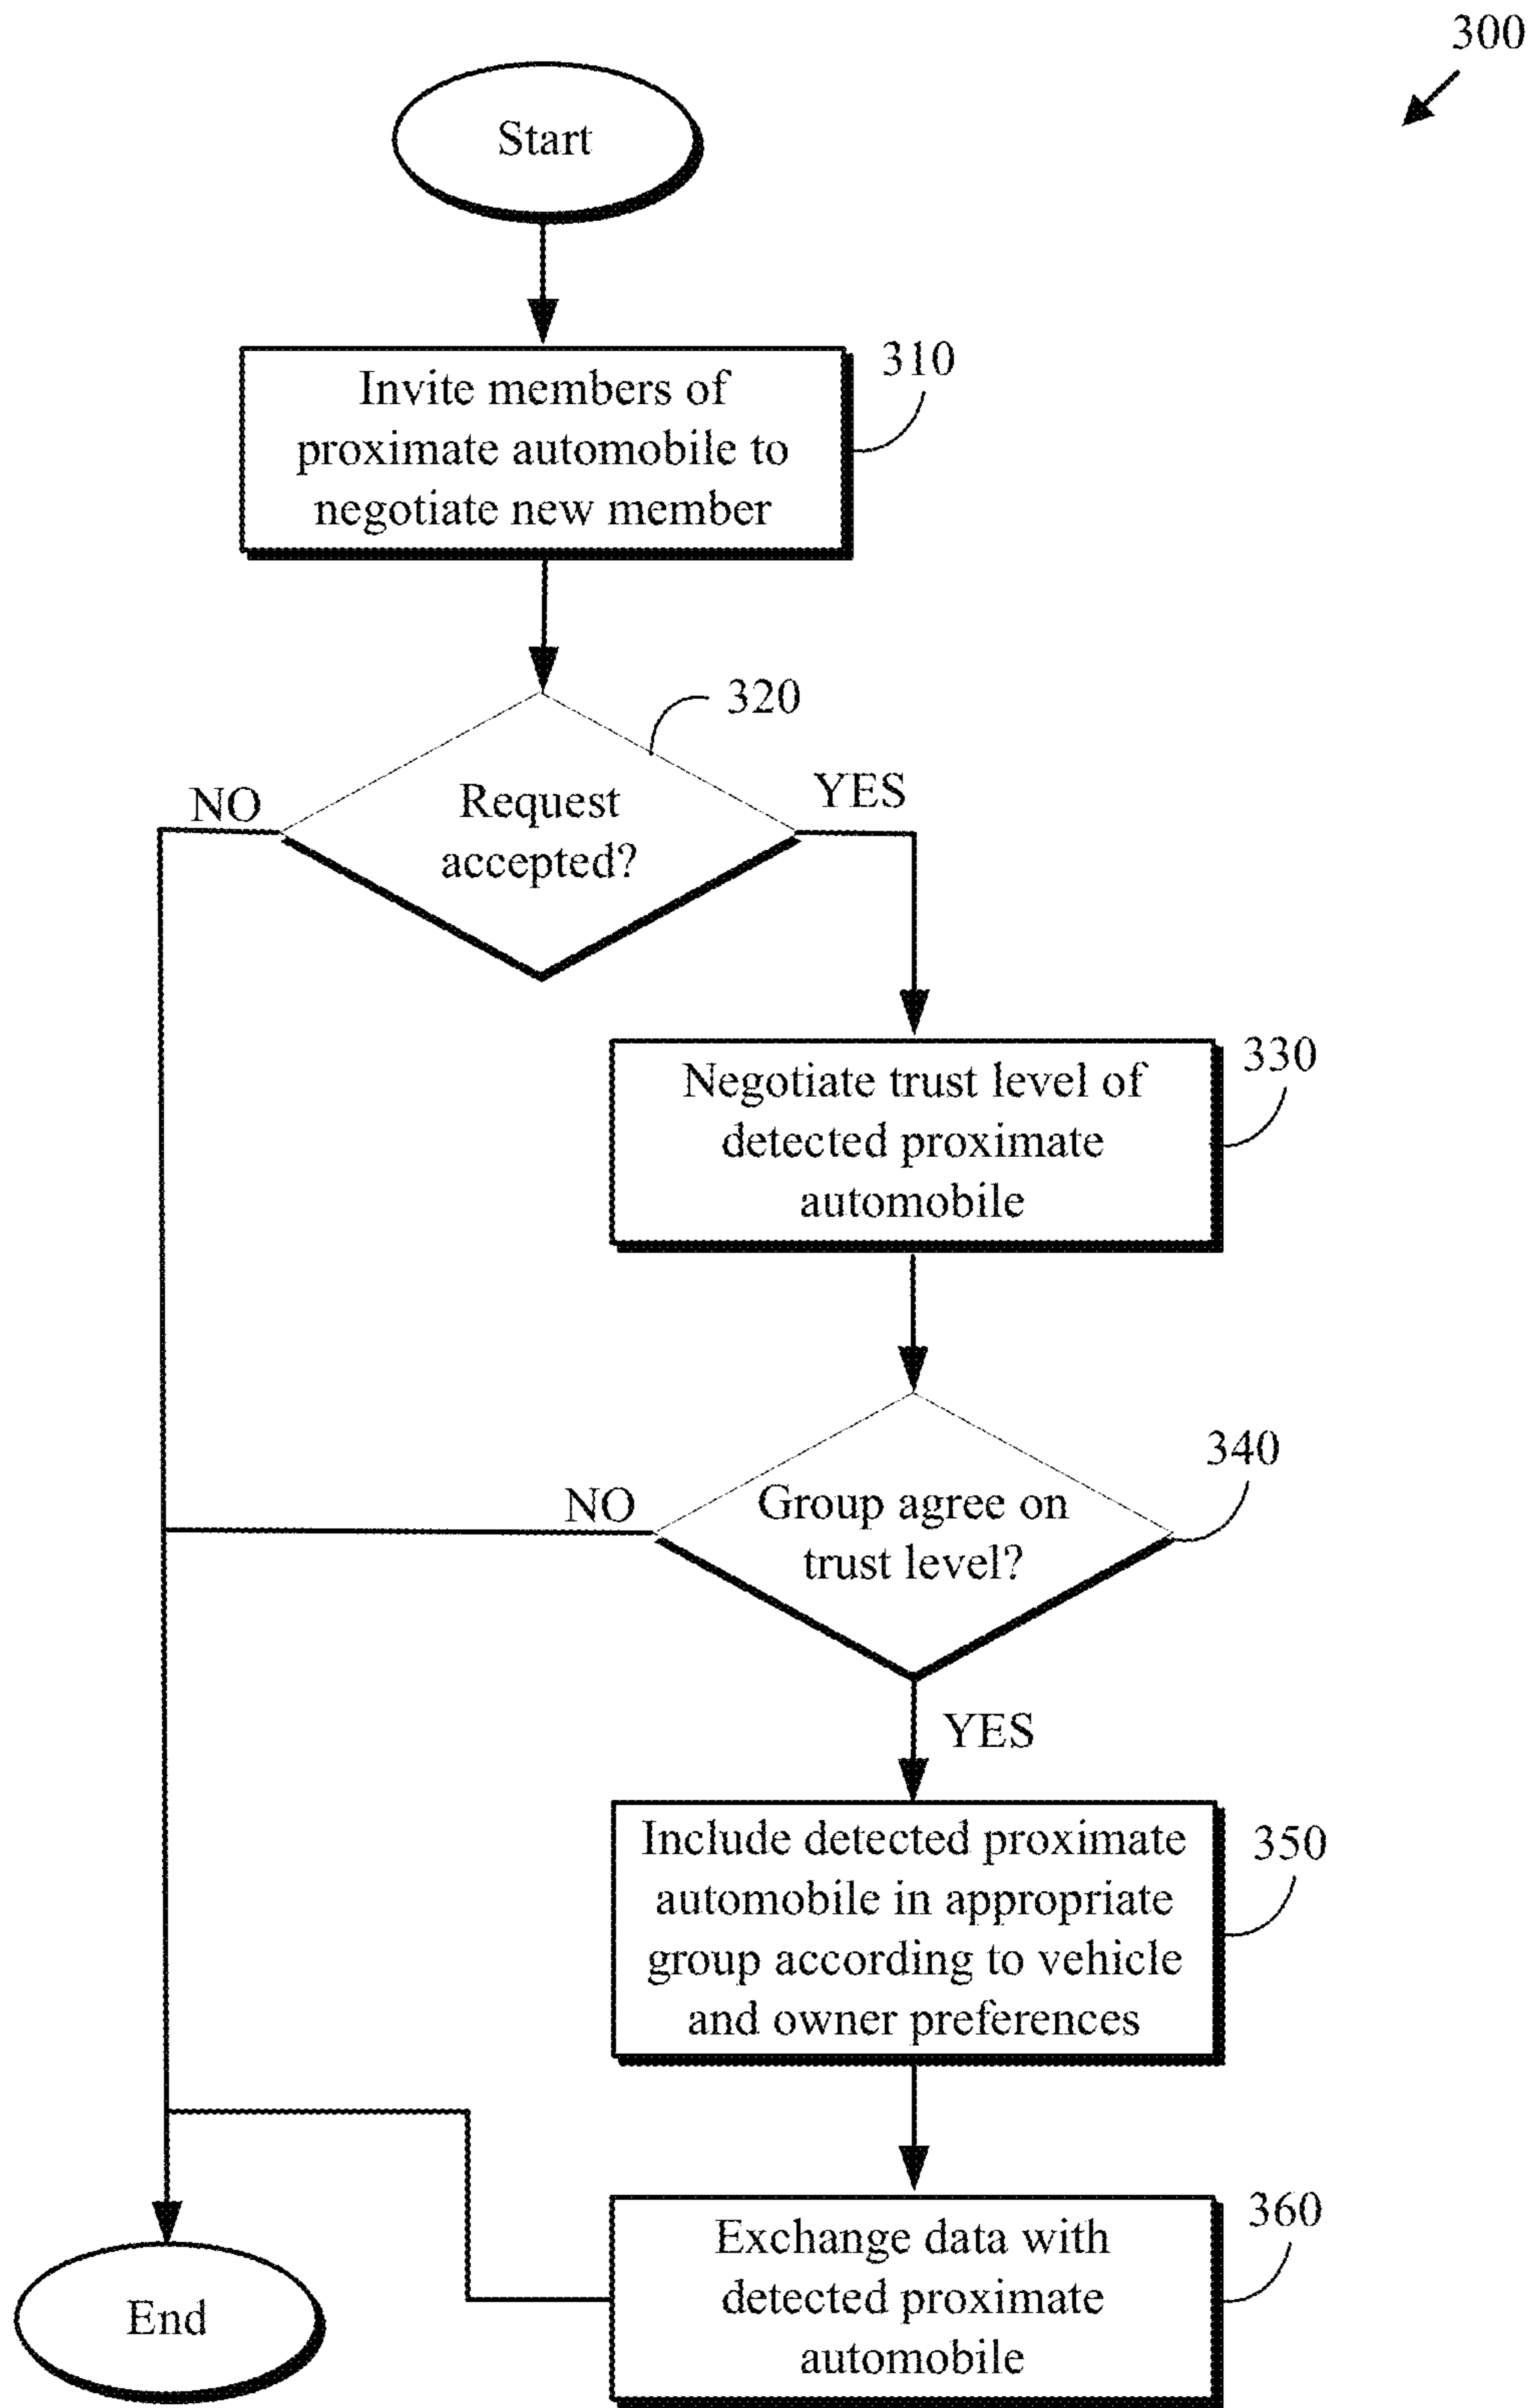 300
Start
Invite members of
proximate automobile to
negotiate new member
310
320
NO
YES
Request
accepted?
Negotiate trust level of
detected proximate
automobile
330
340
NO
Group agree on
trust level?
YES
Include detected proximate
automobile in appropriate
group according to vehicle
and owner preferences
350
Exchange data with
detected proximate
automobile
360
End